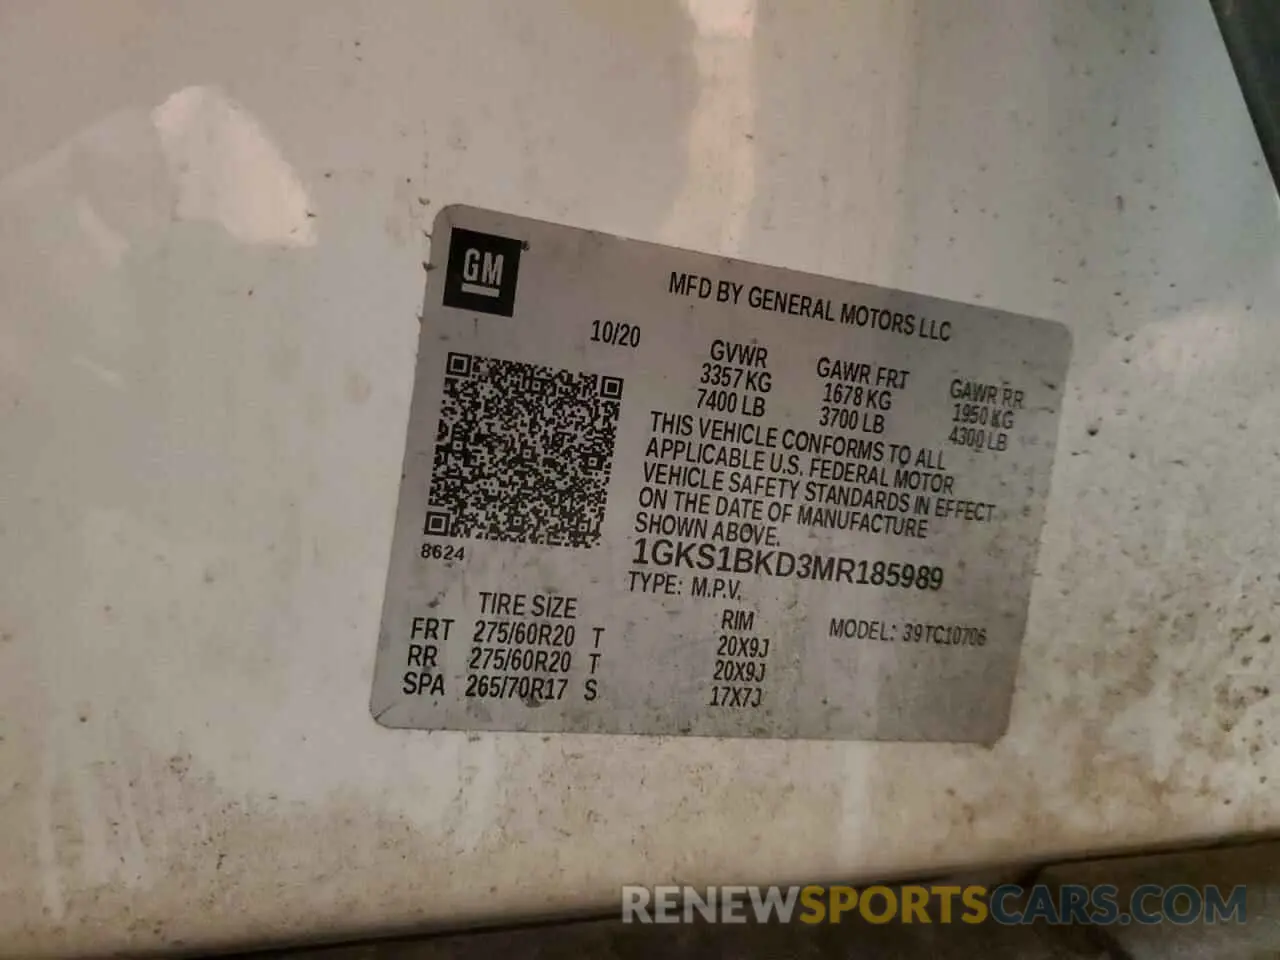 GM
MFD BY GENERAL MOTORS LLC
10/20
GVWR GAWR FRT GAWR RR
3357 KG 1678 KG 1950 KG
7400 LB 3700 LB 4300 LB
THIS VEHICLE CONFORMS TO ALL
APPLICABLE U.S. FEDERAL MOTOR
VEHICLE SAFETY STANDARDS IN EFFECT
ON THE DATE OF MANUFACTURE
SHOWN ABOVE.
8624
1GKS1BKD3MR185989
TYPE: M.P.V.
TIRE SIZE RIM MODEL: 39TC10706
FRT 275/60R20 T 20X9J
RR 275/60R20 T 20X9J
SPA 265/70R17 S 17X7J
RENEWSPORTSCARS.COM